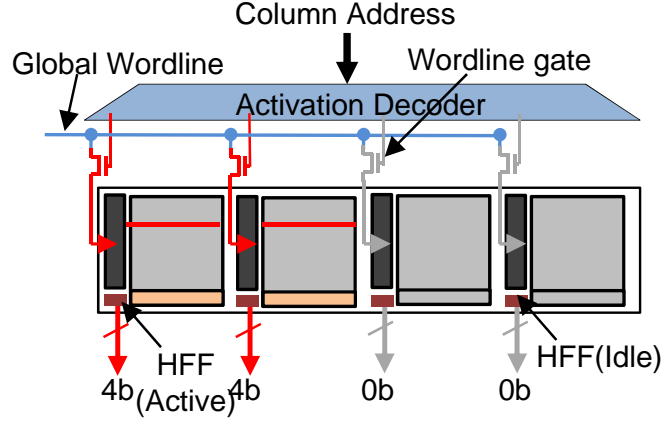 Column Address
Global Wordline
Wordline gate
Activation Decoder
HFF
(Active)
HFF(Idle)
4b
4b
0b
0b